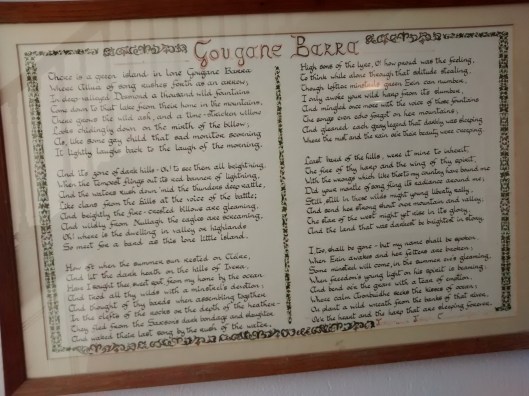 Gougane Barra
There is a green island in lone Gougane Barra
Where Allua of song rushes forth as an arrow;
In deep-valleyed Desmond a thousand wild fountains
Come down to that lake from their home in the mountains.
There grows the wild ash, and a time-stricken willow
Looks chidingly down on the mirth of the billow;
As, like some gay child that sad monitor scorning
It lightly laughs back to the laugh of the morning.
And its zone of dark hills - Oh! to see them all bright'ning,
When the tempest flings out its red banner of lightning,
And the waters rush down 'mid the thunders deep rattle,
Like clans from the hills at the voice of the battle;
And brightly the fire-crested billows are gleaming,
And wildly from Mullagh the eagles are screaming,
Oh! where is the dwelling in valley or highland
So meet for a bard as this lone little island.
How oft when the summer sun rested on Clear,
And lit the dark heath on the hills of Ivera,
Have I sought thee sweet spot from my home by the ocean
And trod all thy wilds with a minstrel's devotion;
And thought of thy bards when assembling together
In the clefts of thy rocks or the depth of thy heather-
They fled from the Saxon's dark bondage and slaughter
And waked their last song by the rush of thy water.
High sons of the lyre, O! how proud was the feeling,
To think while alone through that solitude stealing,
Though loftier minstrels green Erin can number,
I only awoke your wild harp from its slumber,
And mingled once more with the voice of those fountains
The songs even echo forgot on her mountains;
And gleaned each gray legend that darkly was sleeping
Where the mist and the rain o'er their beauty were creeping.
Least bard of the hills, were it mine to inherit
The fire of thy harp and the wing of thy spirit,
With the wrongs which like thee to my country have bound me
Did your mantle of song fling its radiance around me;
Still, still in those wilds might young liberty rally,
And send her strong shout over mountain and valley,
The star of the west might yet rise in its glory
And the land that was darkest be brightest in story.
I too shall be gone - but my name shall be spoken
When Erin awakes and her fetters are broken;
Some minstrel will come, in the summer eve's gleaming,
When freedom's young light on his spirit is beaming;
And bend o'er the grave with a tear of emotion
Where calm Avonbuidhe seeks the kisses of ocean;
Or plant a wild wreath from the banks of that river,
O'er the heart and the harp that are sleeping forever.